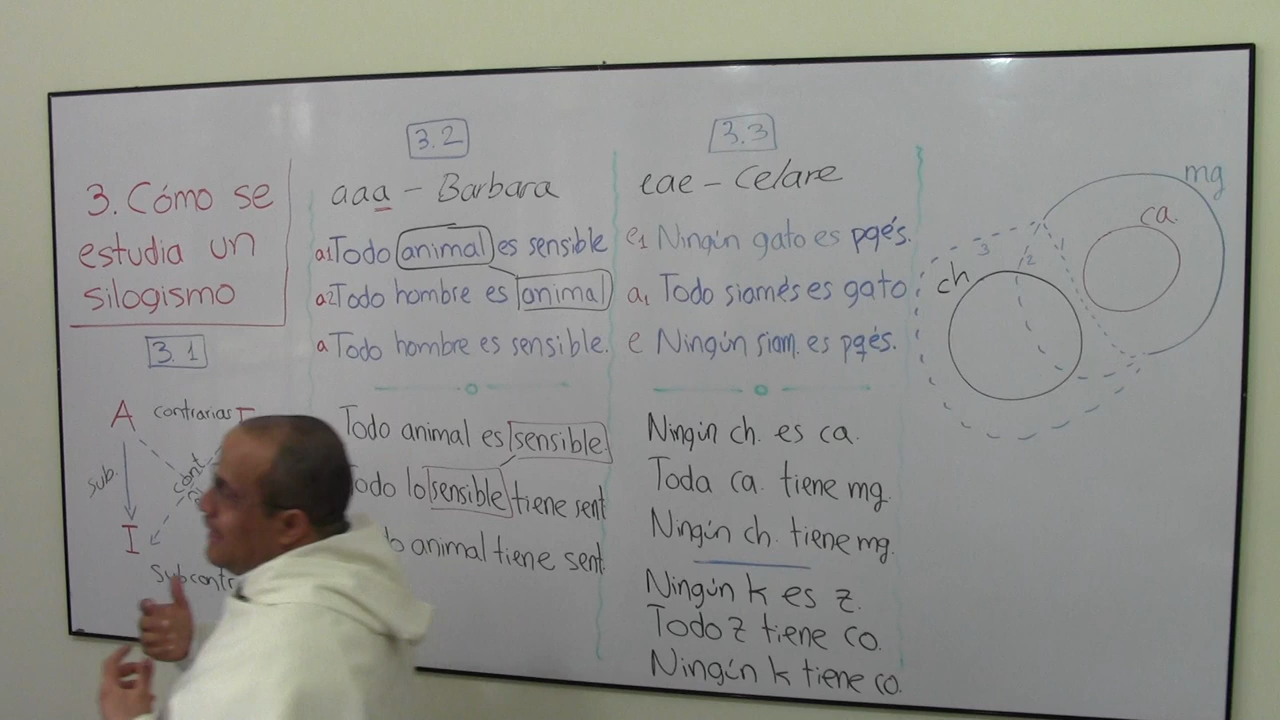 3. Cómo se
estudia un
silogismo
3.1
A contrarias
sub.
cont
I
Subcontr
3.2
aaa - Barbara
a1 Todo animal es sensible
a2 Todo hombre es animal
a Todo hombre es sensible.
Todo animal es sensible.
Todo lo sensible tiene sent
animal tiene sent.
3.3
eae - Celare
e1 Ningún gato es pqés.
a1 Todo siamés es gato
e Ningún siam. es pqés.
Ningún ch. es ca.
Toda ca. tiene mg.
Ningún ch. tiene mg.
Ningún k es z.
Todo z tiene co.
Ningún k tiene co.
mg
ca.
3
2
ch